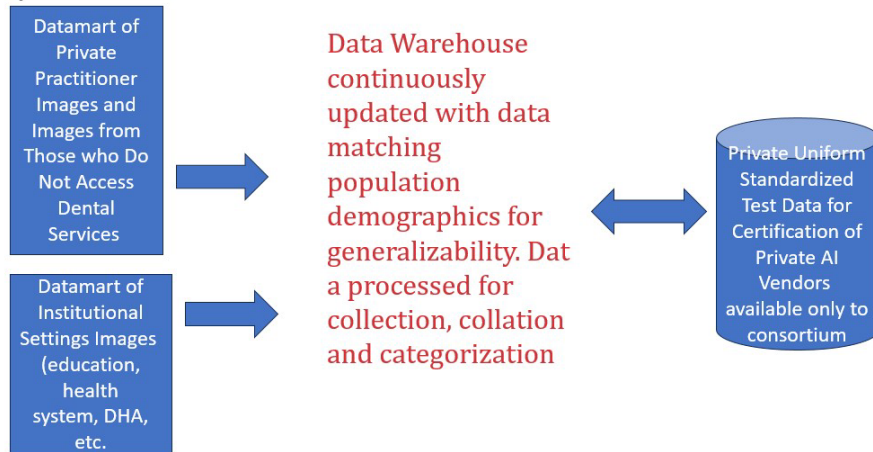 Datamart of
Private
Practitioner
Images and
Images from
Those who Do
Not Access
Dental
Services
Datamart of
Institutional
Settings Images
(education,
health
system, DHA,
etc.
Data Warehouse
continuously
updated with data
matching
population
demographics for
generalizability. Dat
a processed for
collection, collation
and categorization
Private Uniform
Standardized
Test Data for
Certification of
Private AI
Vendors
available only to
consortium